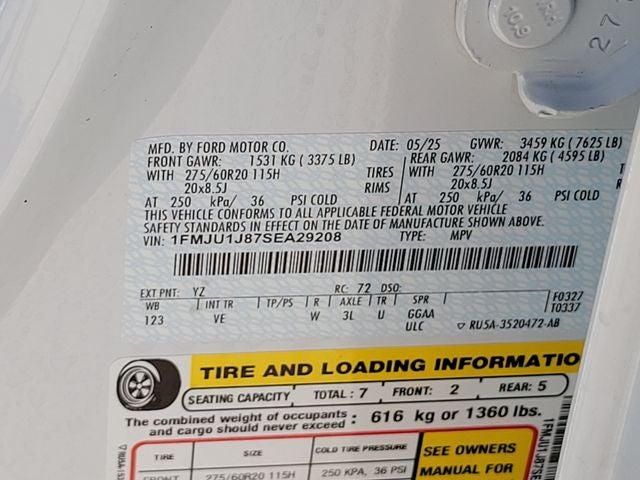 10.9 RH
27
MFD. BY FORD MOTOR CO. DATE: 05/25 GVWR: 3459 KG (7625 LB)
FRONT GAWR: 1531 KG (3375 LB) REAR GAWR: 2084 KG (4595 LB)
WITH 275/60R20 115H TIRES WITH 275/60R20 115H
20x8.5J RIMS 20x8.5J
AT 250 kPa/ 36 PSI COLD AT 250 kPa/ 36 PSI COLD
THIS VEHICLE CONFORMS TO ALL APPLICABLE FEDERAL MOTOR VEHICLE
SAFETY STANDARDS IN EFFECT ON THE DATE OF MANUFACTURE SHOWN ABOVE.
VIN: 1FMJU1J87SEA29208 TYPE: MPV
EXT PNT: YZ RC: 72 DSO:
WB INT TR TP/PS R AXLE TR SPR F0327
123 VE W 3L U GGAA T0337
ULC ▽ RU5A-3520472-AB
TIRE AND LOADING INFORMATIO
SEATING CAPACITY TOTAL: 7 FRONT: 2 REAR: 5
The combined weight of occupants and cargo should never exceed : 616 kg or 1360 lbs.
TIRE SIZE COLD TIRE PRESSURE SEE OWNERS
FRONT 275/60R20 115H 250 KPA, 36 PSI MANUAL FOR
1FMJU1J87SE